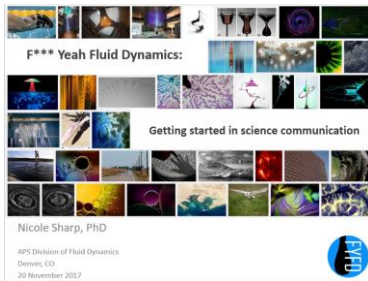 F*** Yeah Fluid Dynamics:
Getting started in science communication
Nicole Sharp, PhD
APS Division of Fluid Dynamics
Denver, CO
20 November 2017
FYFD